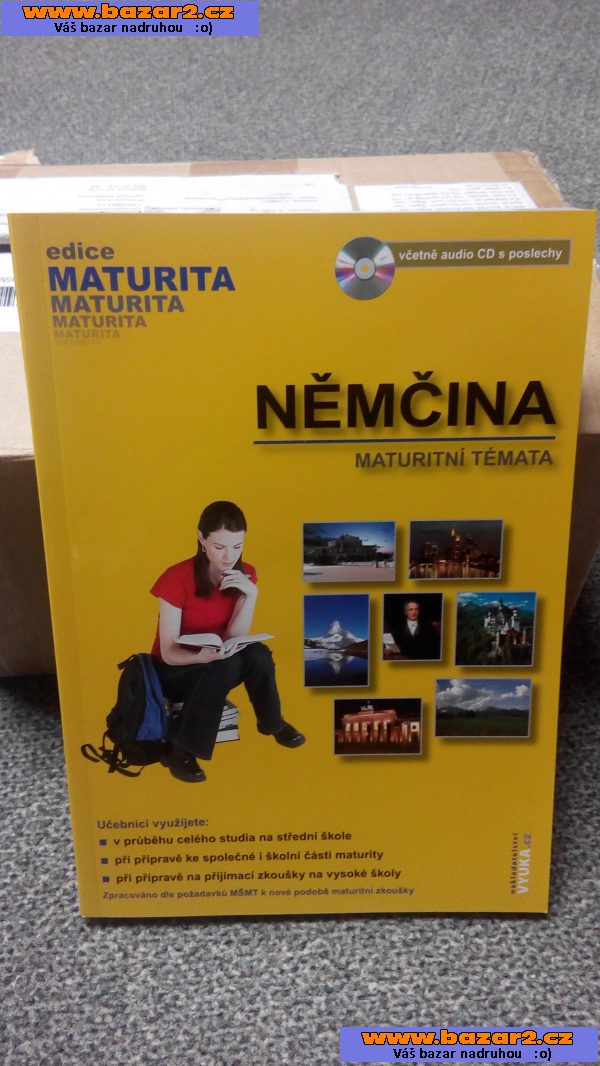 www.bazar2.cz
Váš bazar nadruhou :o)
edice
MATURITA
MATURITA
MATURITA
MATURITA
MATURITA
včetně audio CD s poslechy
NĚMČINA
MATURITNÍ TÉMATA
Učebnici využijete:
v průběhu celého studia na střední škole
při přípravě ke společné i školní části maturity
při přípravě na přijímací zkoušky na vysoké školy
Zpracováno dle požadavků MŠMT k nové podobě maturitní zkoušky
nakladatelství
VYUKA.cz
www.bazar2.cz
Váš bazar nadruhou :o)